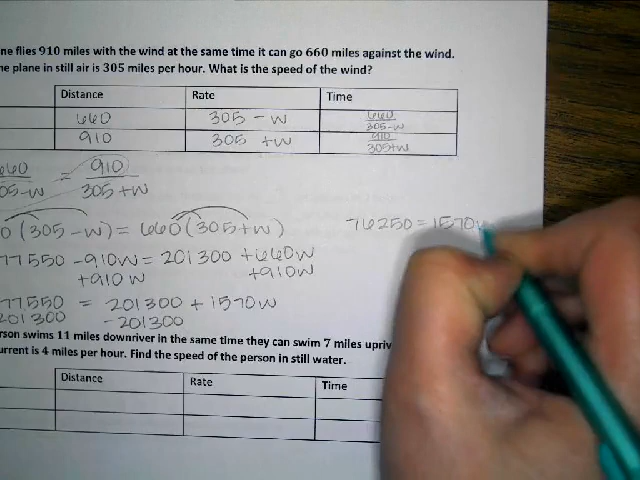 ne flies 910 miles with the wind at the same time it can go 660 miles against the wind.
ne plane in still air is 305 miles per hour. What is the speed of the wind?
Distance Rate Time
660 305 - w 660/305-w
910 305 + w 910/305+w
660/05-w = 910/305+w
0 (305-w) = 660(305+w) 76250 = 1570w
77550 - 910w = 201300 + 660w
+910w +910w
77550 = 201300 + 1570w
201300 -201300
rson swims 11 miles downriver in the same time they can swim 7 miles upriv
urrent is 4 miles per hour. Find the speed of the person in still water.
Distance Rate Time